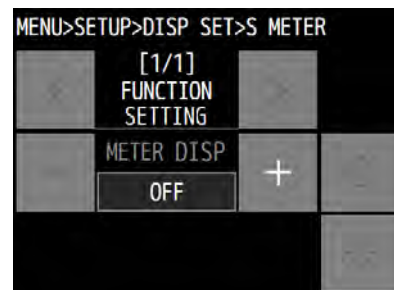 MENU>SETUP>DISP SET>S METER
[1/1]
FUNCTION
SETTING
METER DISP
+
OFF